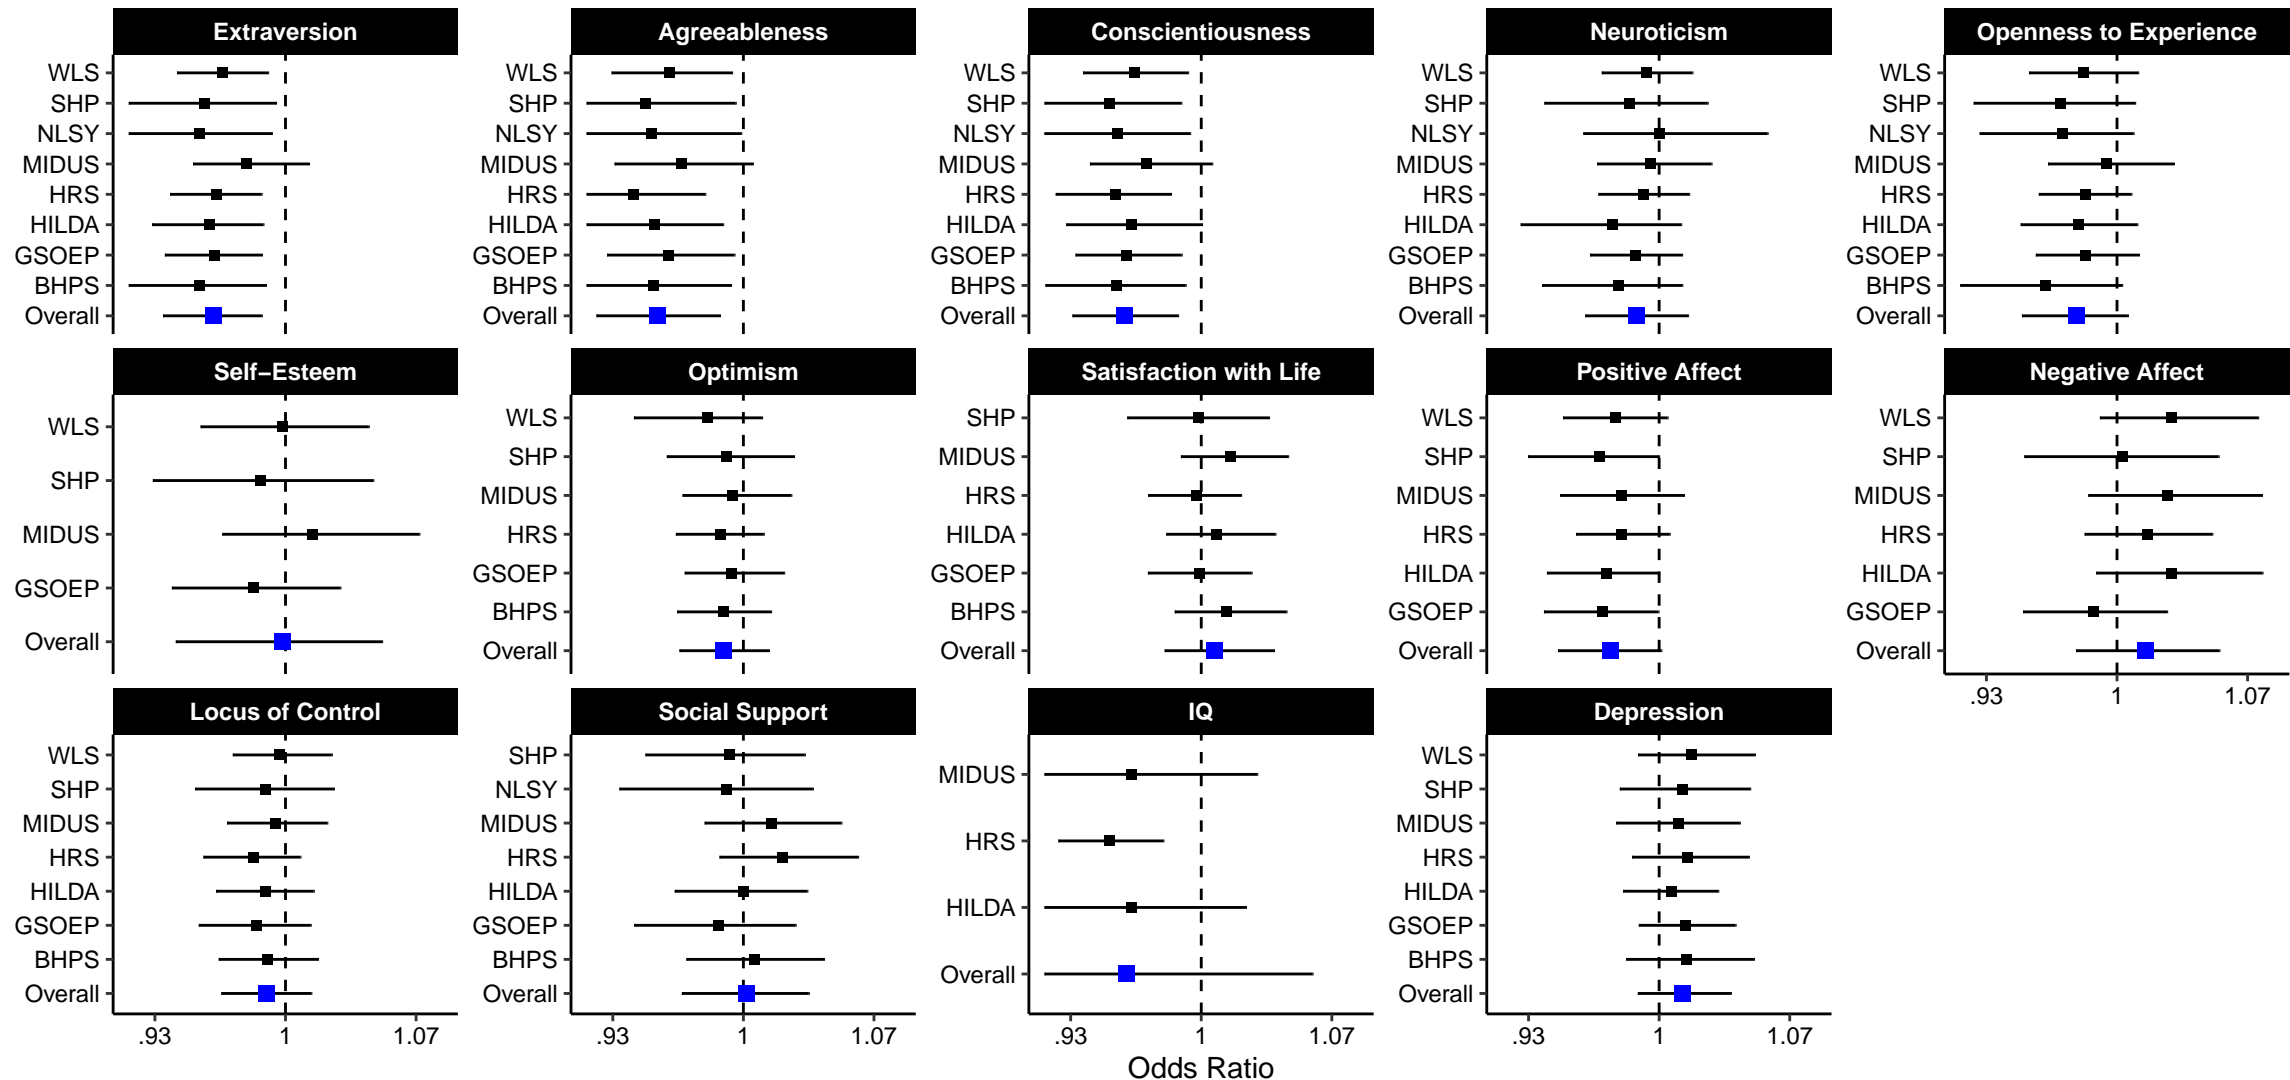 Extraversion
WLS
SHP
NLSY
MIDUS
HRS
HILDA
GSOEP
BHPS
Overall
Agreeableness
WLS
SHP
NLSY
MIDUS
HRS
HILDA
GSOEP
BHPS
Overall
Conscientiousness
WLS
SHP
NLSY
MIDUS
HRS
HILDA
GSOEP
BHPS
Overall
Neuroticism
WLS
SHP
NLSY
MIDUS
HRS
HILDA
GSOEP
BHPS
Overall
Openness to Experience
WLS
SHP
NLSY
MIDUS
HRS
HILDA
GSOEP
BHPS
Overall
Self−Esteem
WLS
SHP
MIDUS
GSOEP
Overall
Optimism
WLS
SHP
MIDUS
HRS
GSOEP
BHPS
Overall
Satisfaction with Life
SHP
MIDUS
HRS
HILDA
GSOEP
BHPS
Overall
Positive Affect
WLS
SHP
MIDUS
HRS
HILDA
GSOEP
Overall
Negative Affect
WLS
SHP
MIDUS
HRS
HILDA
GSOEP
Overall
.93 1 1.07
Locus of Control
WLS
SHP
MIDUS
HRS
HILDA
GSOEP
BHPS
Overall
.93 1 1.07
Social Support
SHP
NLSY
MIDUS
HRS
HILDA
GSOEP
BHPS
Overall
.93 1 1.07
IQ
MIDUS
HRS
HILDA
Overall
.93 1 1.07
Depression
WLS
SHP
MIDUS
HRS
HILDA
GSOEP
BHPS
Overall
.93 1 1.07
Odds Ratio